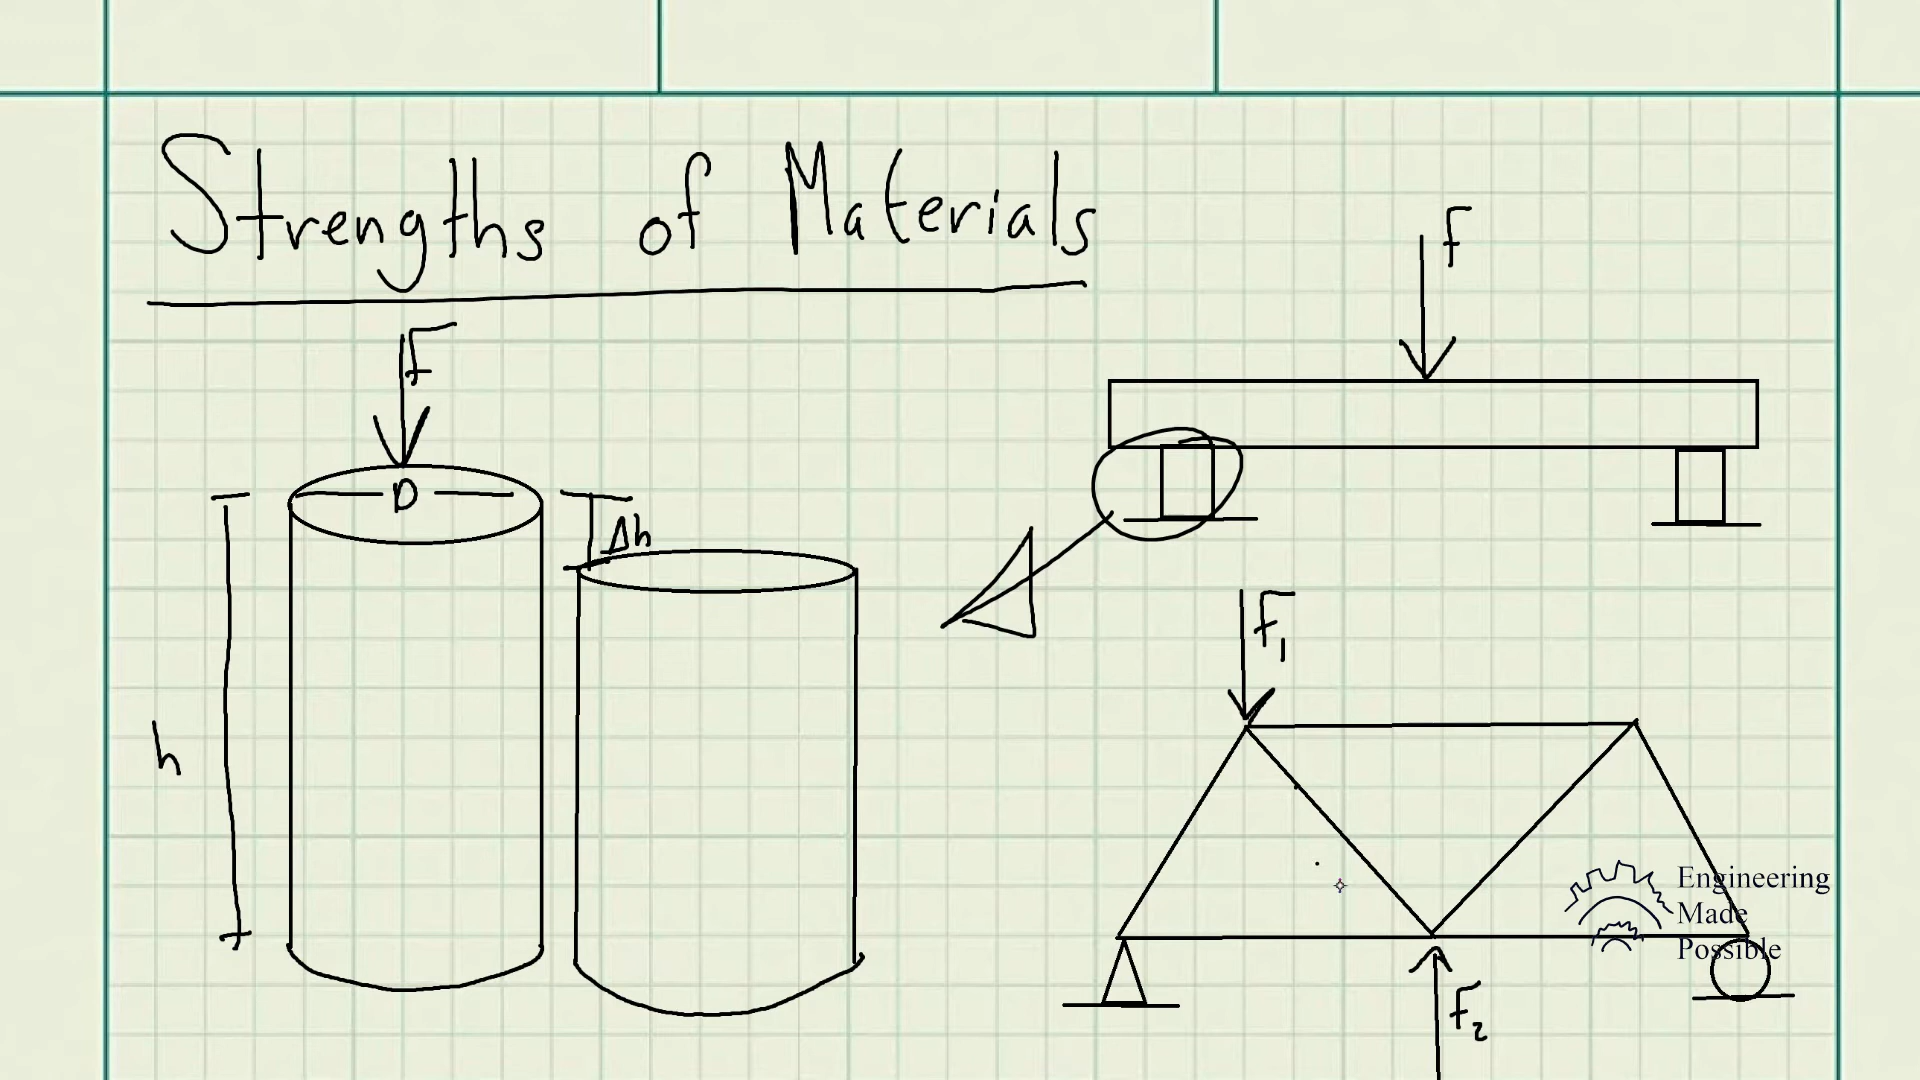 Strengths of Materials
F
D
h
Δh
F
F1
F2
Engineering
Made
Possible